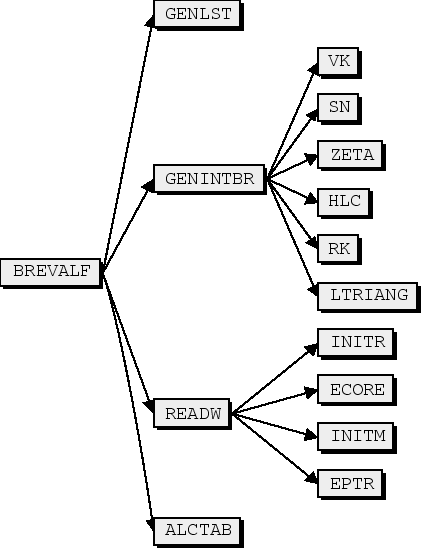 GENLST
VK
SN
ZETA
GENINTBR
HLC
RK
BREVALF
LTRIANG
INITR
ECORE
READW
INITM
EPTR
ALCTAB